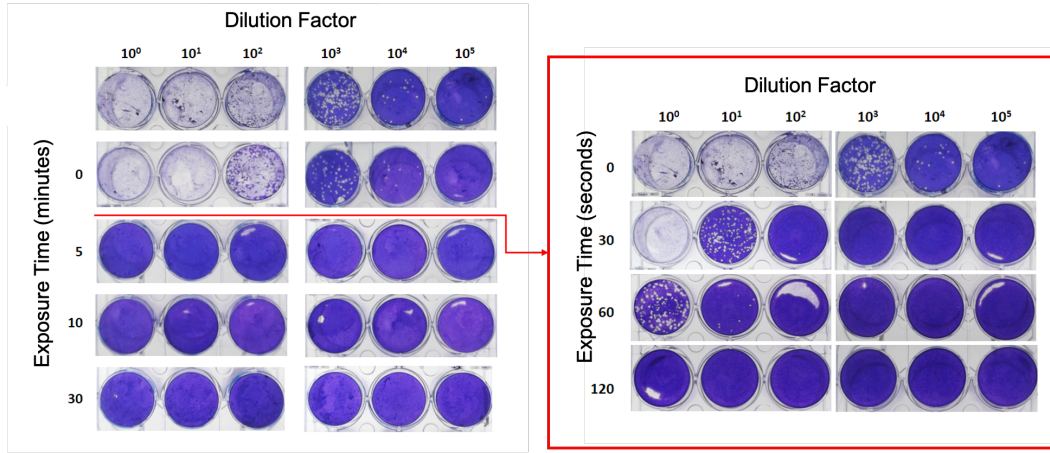 Dilution Factor
10⁰ 10¹ 10² 10³ 10⁴ 10⁵
Exposure Time (minutes)
0
5
10
30
Dilution Factor
10⁰ 10¹ 10² 10³ 10⁴ 10⁵
Exposure Time (seconds)
0
30
60
120